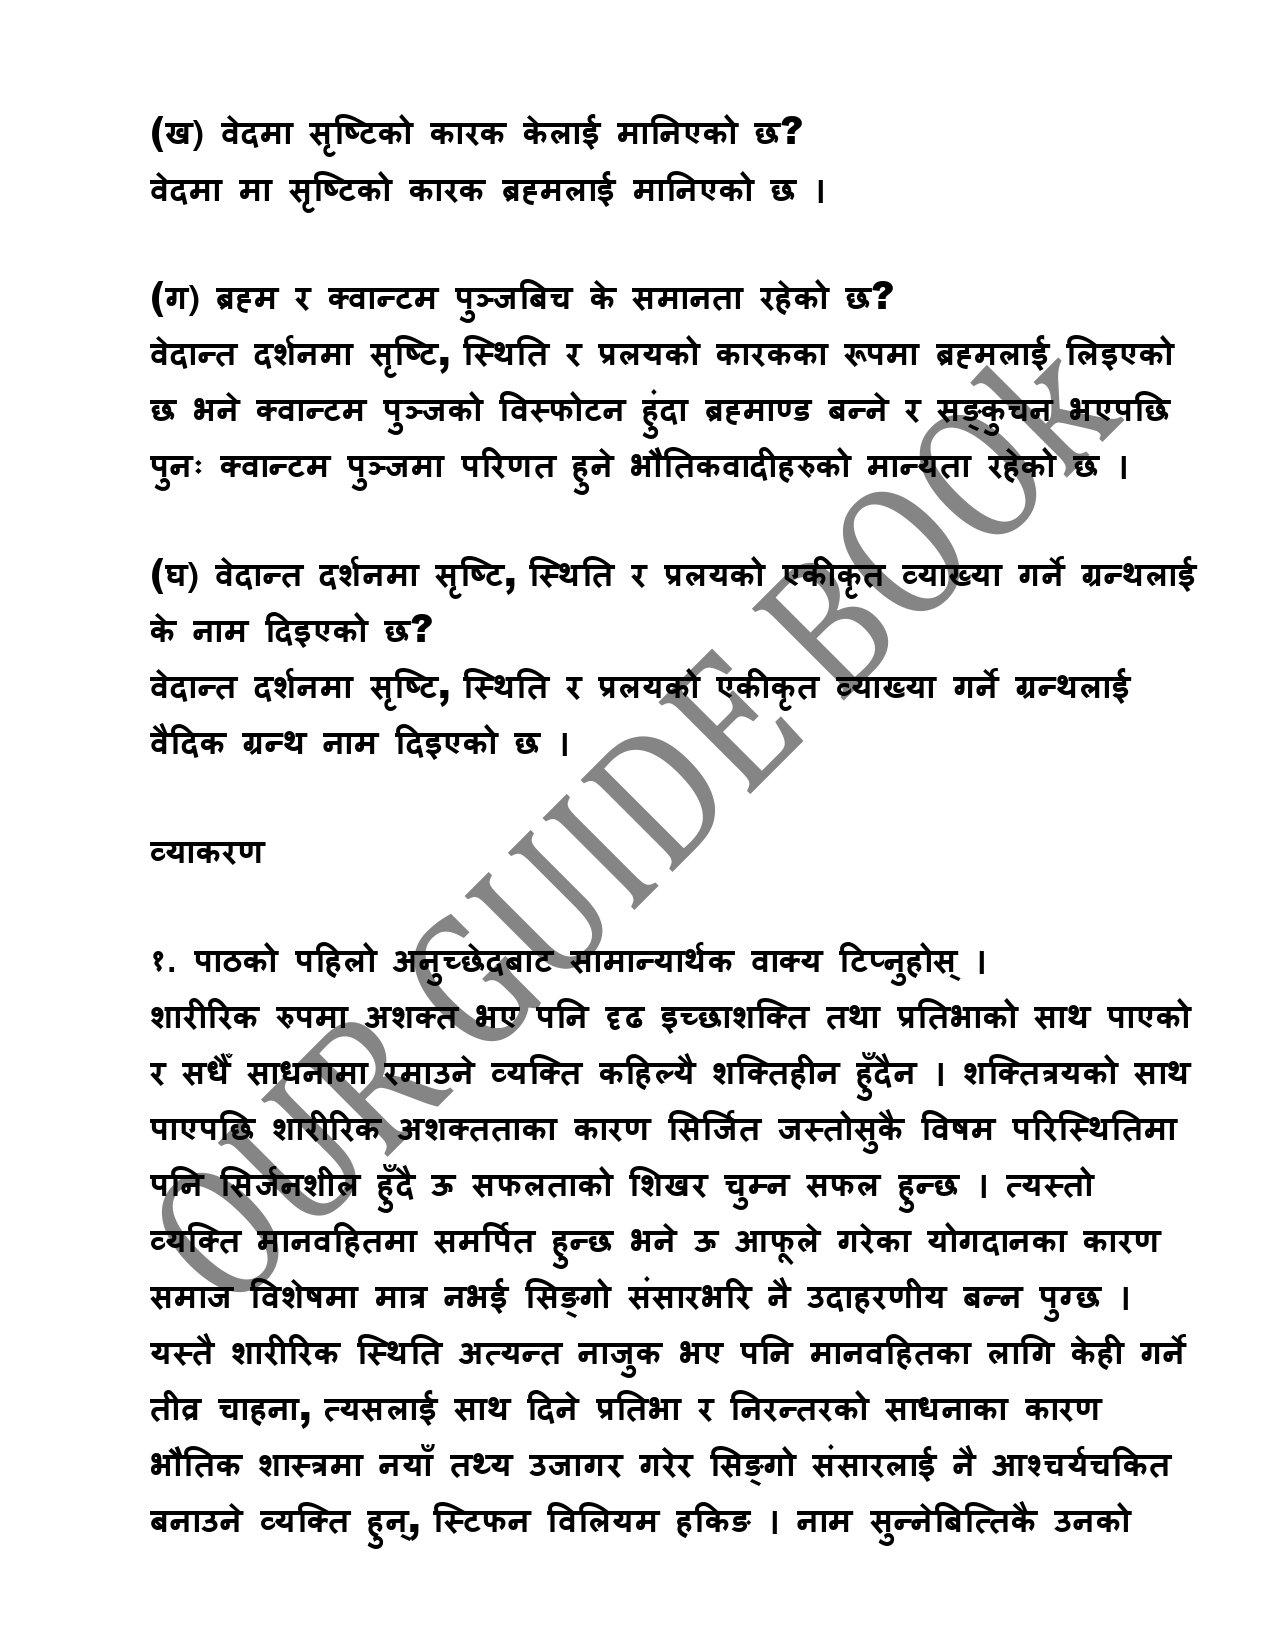 (ख) वेदमा सृष्टिको कारक केलाई मानिएको छ?
वेदमा मा सृष्टिको कारक ब्रह्मलाई मानिएको छ ।
(ग) ब्रह्म र क्वान्टम पुञ्जबिच के समानता रहेको छ?
वेदान्त दर्शनमा सृष्टि, स्थिति र प्रलयको कारकका रूपमा ब्रह्मलाई लिइएको
छ भने क्वान्टम पुञ्जको विस्फोटन हुंदा ब्रह्माण्ड बन्ने र सङ्कुचन भएपछि
पुनः क्वान्टम पुञ्जमा परिणत हुने भौतिकवादीहरुको मान्यता रहेको छ ।
(घ) वेदान्त दर्शनमा सृष्टि, स्थिति र प्रलयको एकीकृत व्याख्या गर्ने ग्रन्थलाई
के नाम दिइएको छ?
वेदान्त दर्शनमा सृष्टि, स्थिति र प्रलयको एकीकृत व्याख्या गर्ने ग्रन्थलाई
वैदिक ग्रन्थ नाम दिइएको छ ।
व्याकरण
१. पाठको पहिलो अनुच्छेदबाट सामान्यार्थक वाक्य टिप्नुहोस् ।
शारीरिक रुपमा अशक्त भए पनि दृढ इच्छाशक्ति तथा प्रतिभाको साथ पाएको
र सधैँ साधनामा रमाउने व्यक्ति कहिल्यै शक्तिहीन हुँदैन । शक्तित्रयको साथ
पाएपछि शारीरिक अशक्तताका कारण सिर्जित जस्तोसुकै विषम परिस्थितिमा
पनि सिर्जनशील हुँदै ऊ सफलताको शिखर चुम्न सफल हुन्छ । त्यस्तो
व्यक्ति मानवहितमा समर्पित हुन्छ भने ऊ आफूले गरेका योगदानका कारण
समाज विशेषमा मात्र नभई सिङ्गो संसारभरि नै उदाहरणीय बन्न पुग्छ ।
यस्तै शारीरिक स्थिति अत्यन्त नाजुक भए पनि मानवहितका लागि केही गर्ने
तीव्र चाहना, त्यसलाई साथ दिने प्रतिभा र निरन्तरको साधनाका कारण
भौतिक शास्त्रमा नयाँ तथ्य उजागर गरेर सिङ्गो संसारलाई नै आश्चर्यचकित
बनाउने व्यक्ति हुन्, स्टिफन विलियम हकिङ । नाम सुन्नेबित्तिकै उनको
OUR GUIDE BOOk